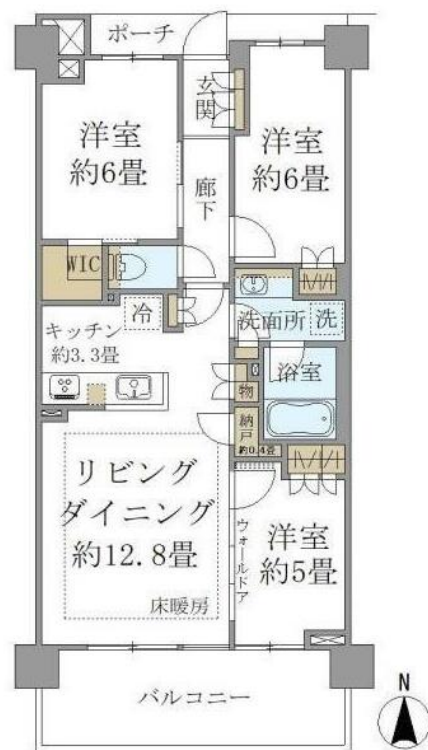 ポーチ
玄関
洋室
約6畳
洋室
約6畳
廊下
WIC
冷
キッチン
約3.3畳
洗面所
洗
浴室
物
納戸
約0.4畳
リビング
ダイニング
約12.8畳
床暖房
ウォールドア
洋室
約5畳
バルコニー
N